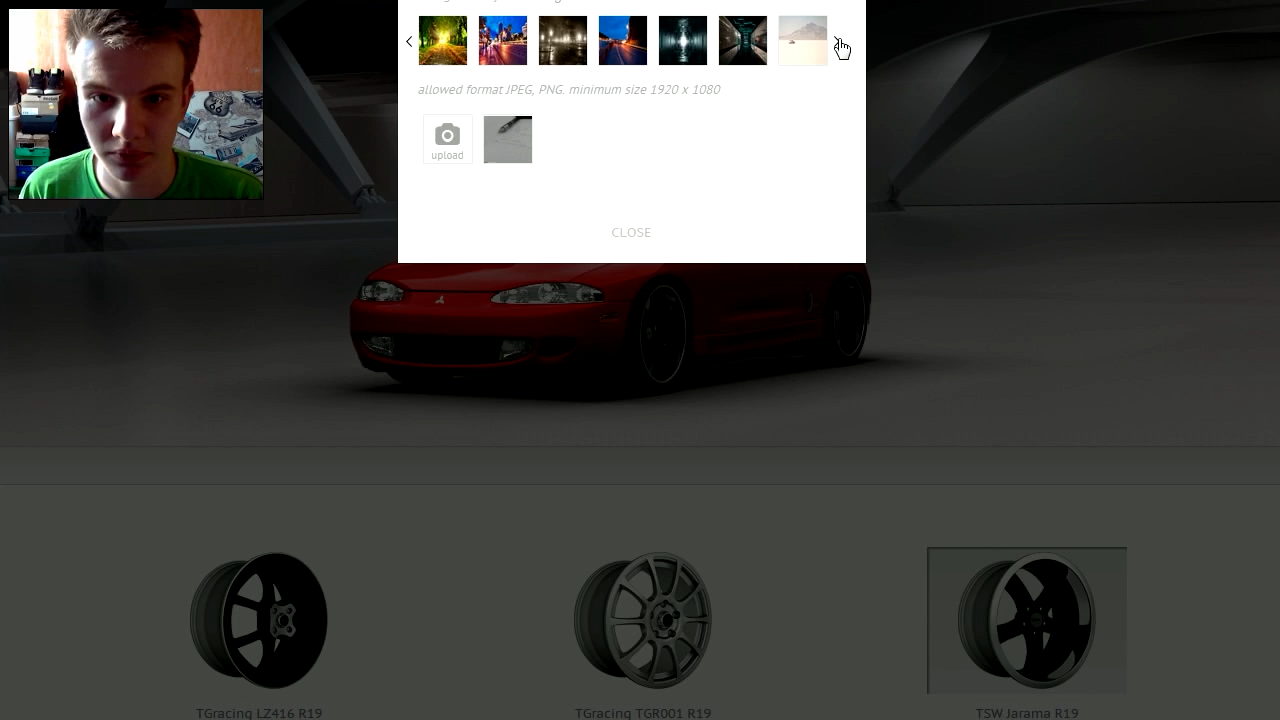 allowed format JPEG, PNG. minimum size 1920 x 1080
upload
CLOSE
TGracing LZ416 R19
TGracing TGR001 R19
TSW Jarama R19